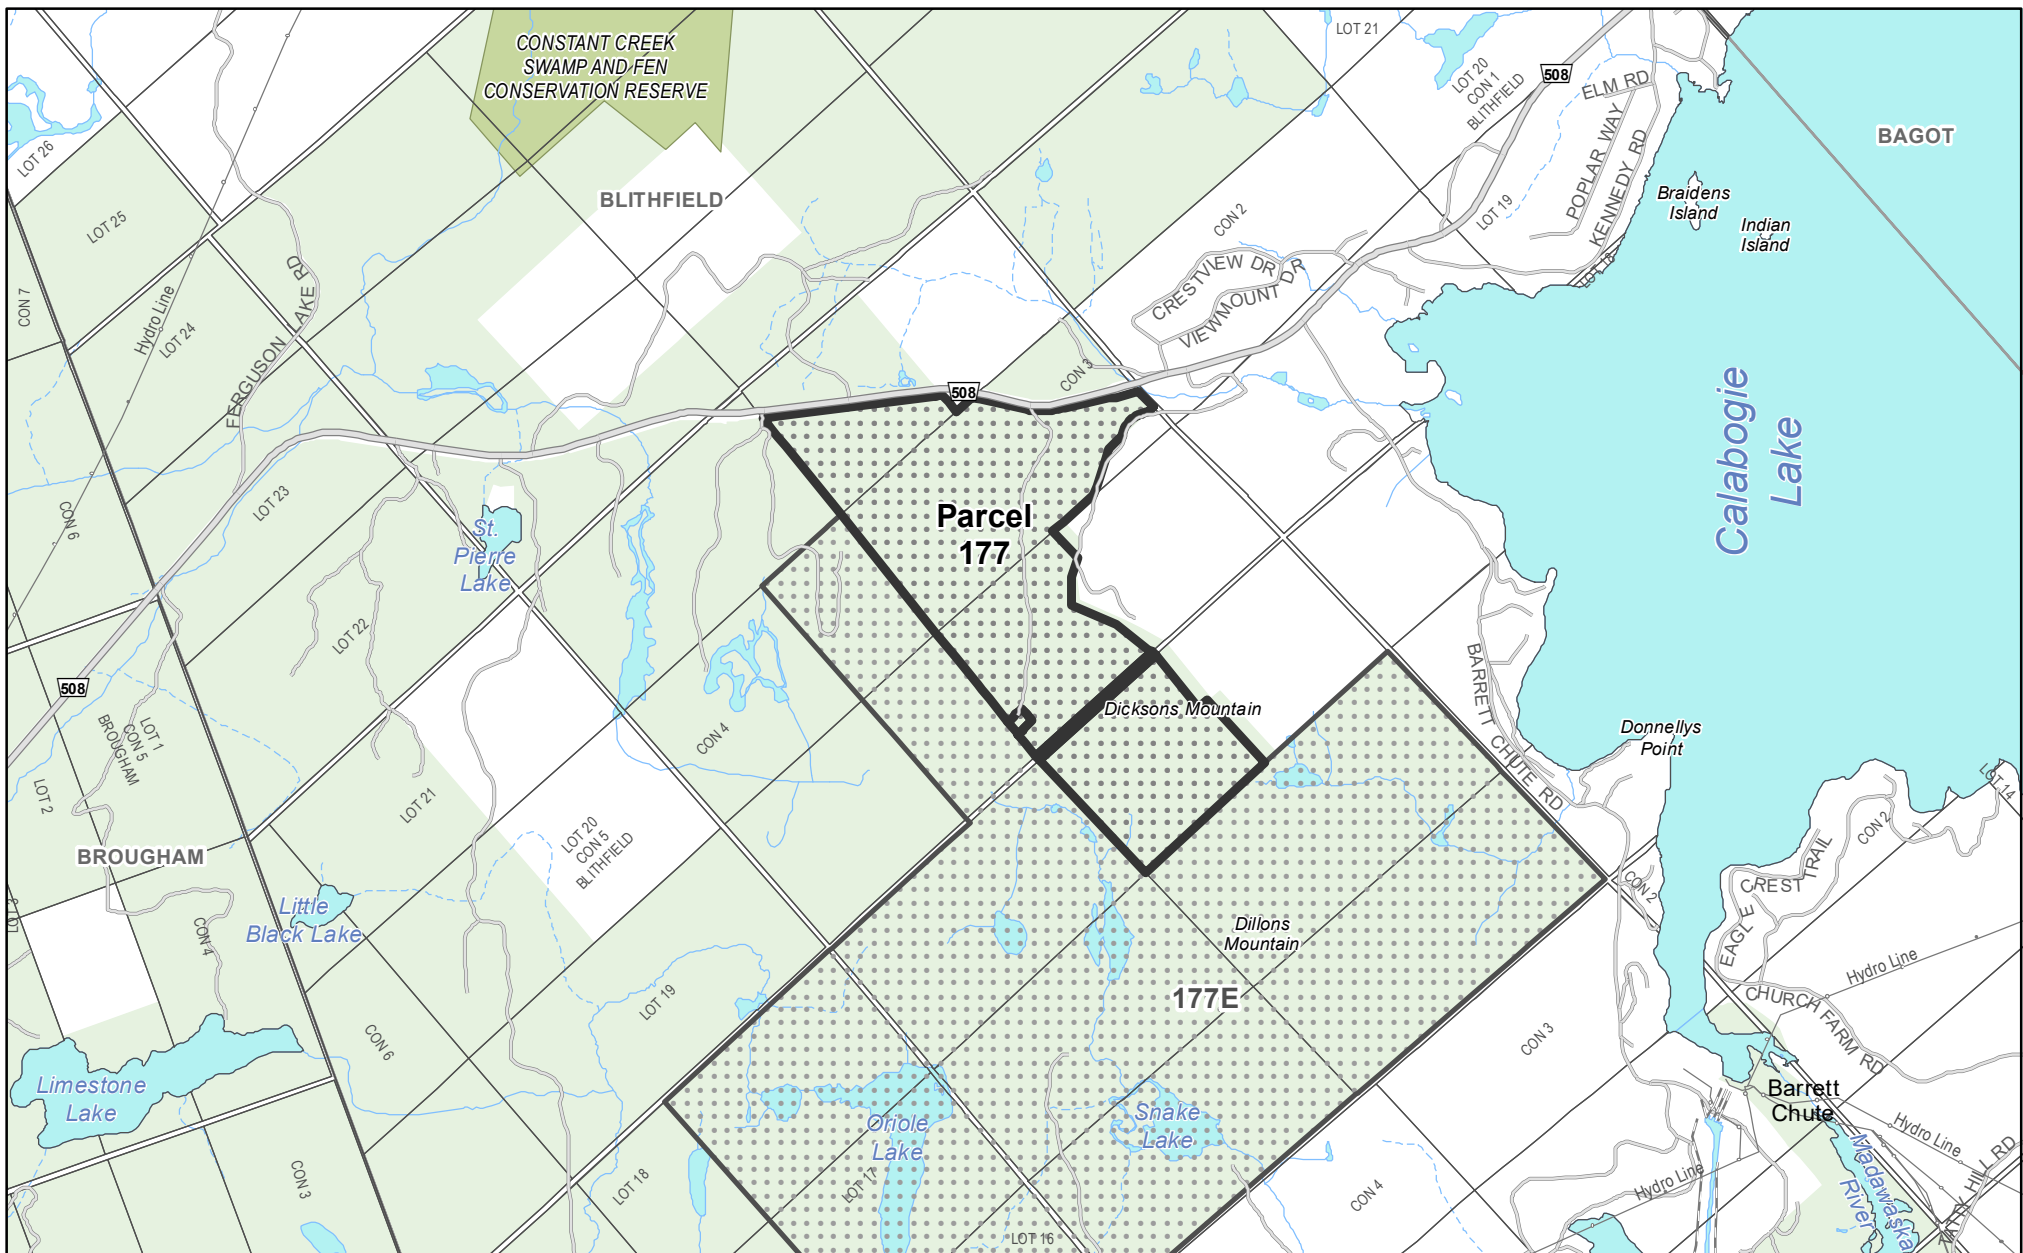 CONSTANT CREEK
SWAMP AND FEN
CONSERVATION RESERVE
LOT 21
LOT 20
CON 1
BLITHFIELD
508
ELM RD
POPLAR WAY
KENNEDY RD
BAGOT
LOT 26
LOT 25
BLITHFIELD
CON 2
LOT 19
LOT 18
Braidens
Island
Indian
Island
CON 7
Hydro Line
LOT 24
FERGUSON LAKE RD
CRESTVIEW DR
VIEWMOUNT DR
CON 3
508
Calabogie
Lake
CON 6
LOT 23
St.
Pierre
Lake
Parcel
177
LOT 22
508
LOT 1
CON 5
BROUGHAM
LOT 2
CON 4
Dicksons Mountain
BARRETT CHUTE RD
Donnellys
Point
LOT 14
LOT 21
LOT 20
CON 5
BLITHFIELD
BROUGHAM
CON 2
EAGLE CREST TRAIL
CON 2
LOT 3
CON 4
Little
Black Lake
Dillons
Mountain
177E
Hydro Line
CHURCH FARM RD
LOT 19
CON 6
CON 3
Limestone
Lake
Oriole
Lake
Snake
Lake
Barrett
Chute
Hydro Line
CON 3
LOT 18
LOT 17
LOT 16
CON 4
Hydro Line
Madawaska
River